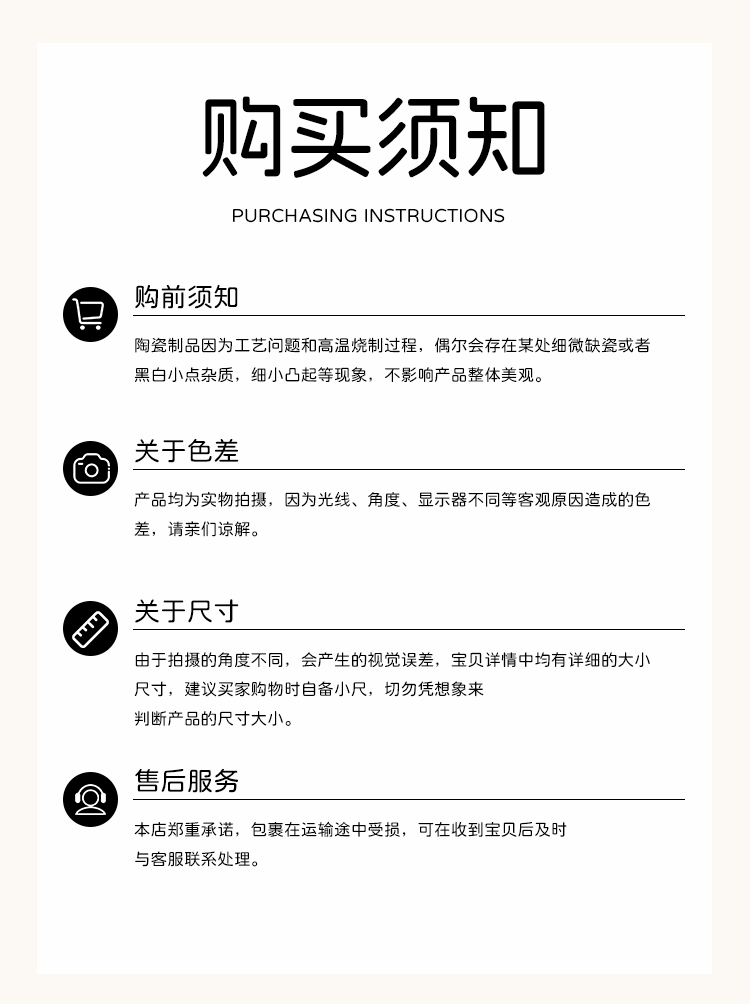 购买须知
PURCHASING INSTRUCTIONS
购前须知
陶瓷制品因为工艺问题和高温烧制过程，偶尔会存在某处细微缺瓷或者
黑白小点杂质，细小凸起等现象，不影响产品整体美观。
关于色差
产品均为实物拍摄，因为光线、角度、显示器不同等客观原因造成的色
差，请亲们谅解。
关于尺寸
由于拍摄的角度不同，会产生的视觉误差，宝贝详情中均有详细的大小
尺寸，建议买家购物时自备小尺，切勿凭想象来
判断产品的尺寸大小。
售后服务
本店郑重承诺，包裹在运输途中受损，可在收到宝贝后及时
与客服联系处理。